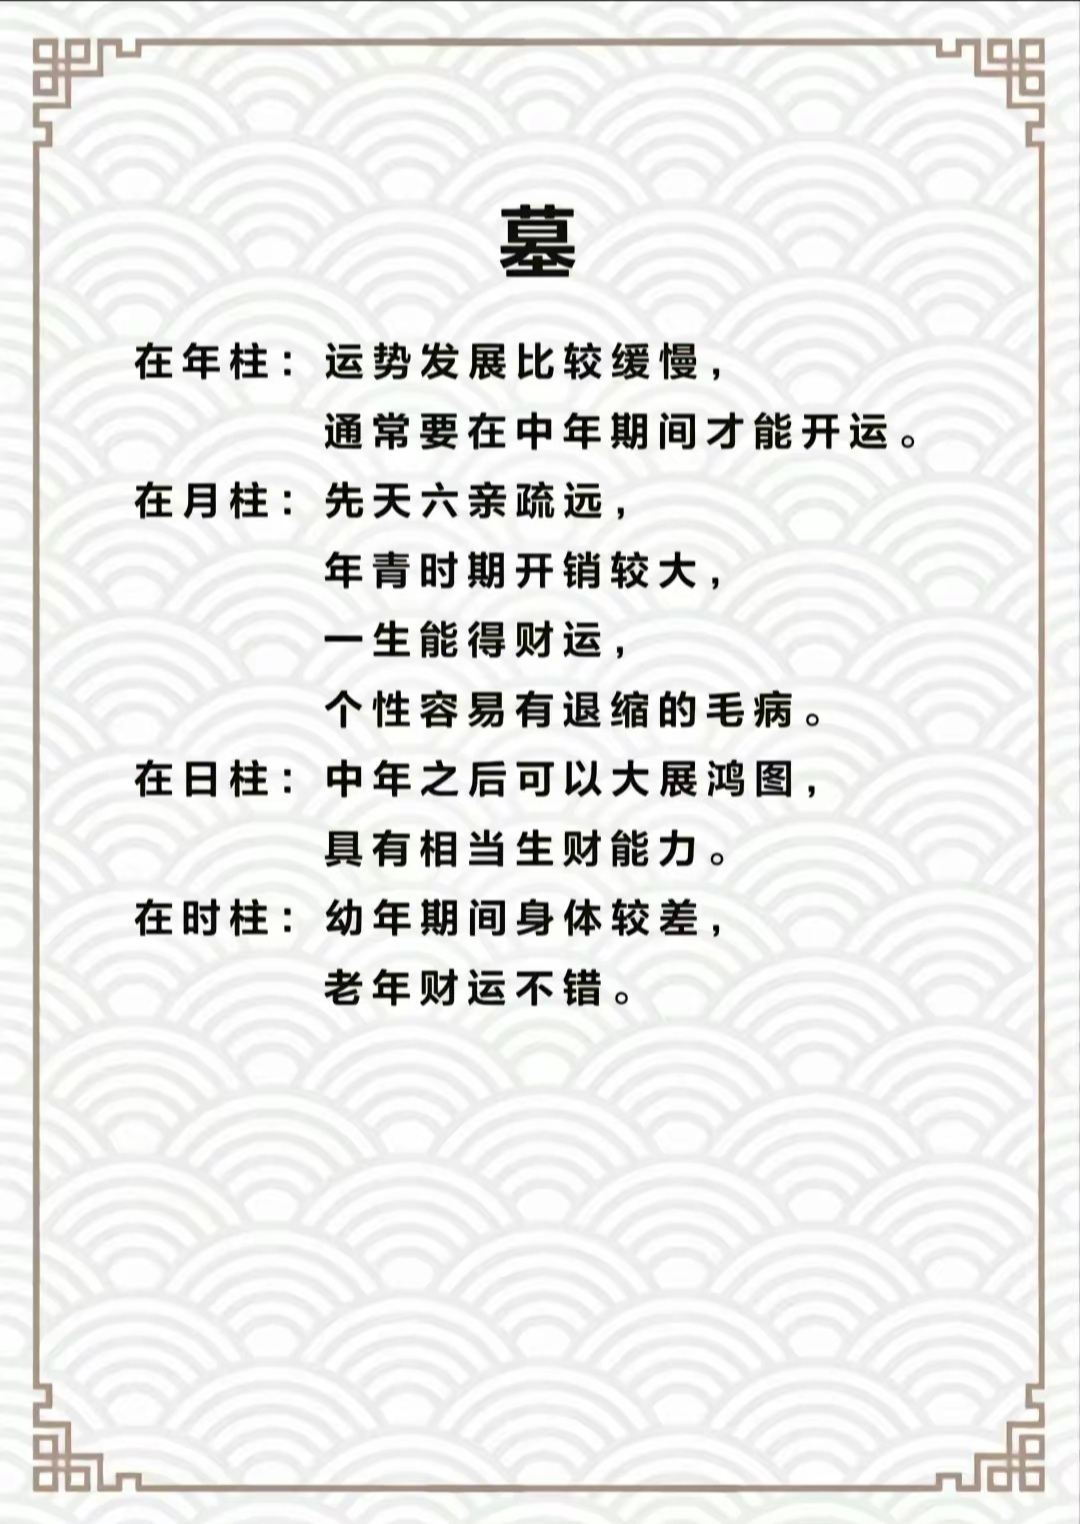 墓
在年柱：运势发展比较缓慢，
通常要在中年期间才能开运。
在月柱：先天六亲疏远，
年青时期开销较大，
一生能得财运，
个性容易有退缩的毛病。
在日柱：中年之后可以大展鸿图，
具有相当生财能力。
在时柱：幼年期间身体较差，
老年财运不错。